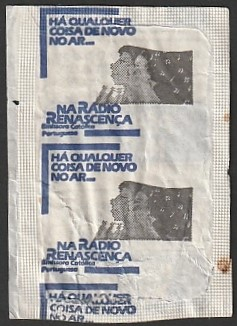 HÁ QUALQUER
COISA DE NOVO
NO AR...
NA RÁDIO
RENASCENÇA
Emissora Católica
Portuguesa
HÁ QUALQUER
COISA DE NOVO
NO AR...
NA RÁDIO
RENASCENÇA
Emissora Católica
Portuguesa
HÁ QUALQUER
COISA DE NOVO
NO AR...